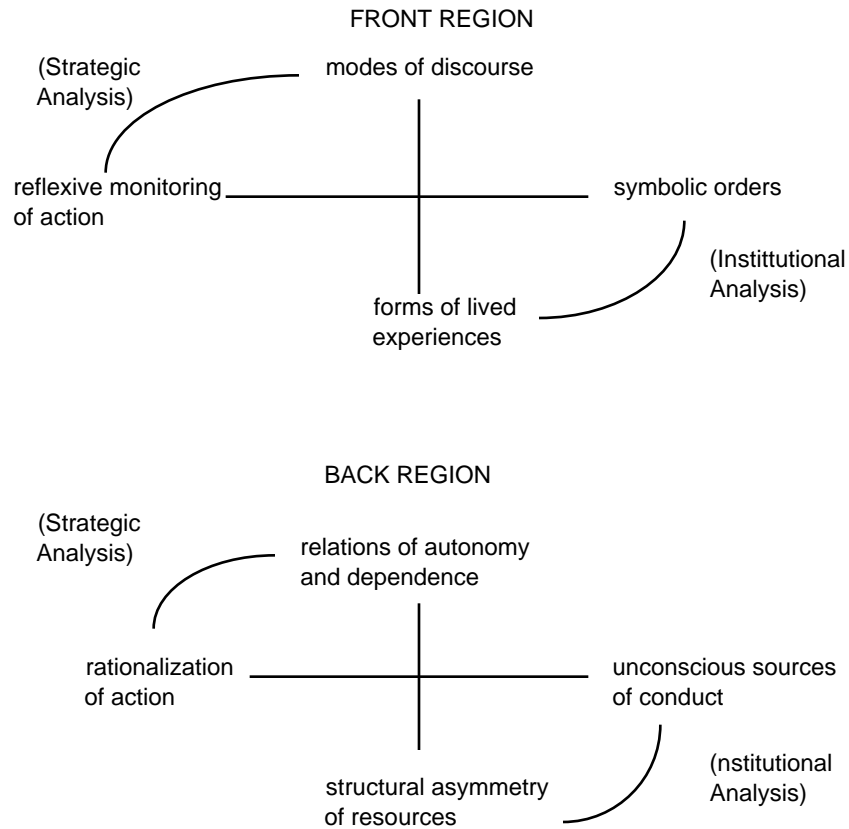 FRONT REGION
(Strategic
Analysis)
modes of discourse
reflexive monitoring
of action
symbolic orders
(Instittutional
Analysis)
forms of lived
experiences
BACK REGION
(Strategic
Analysis)
relations of autonomy
and dependence
rationalization
of action
unconscious sources
of conduct
structural asymmetry
of resources
(nstitutional
Analysis)